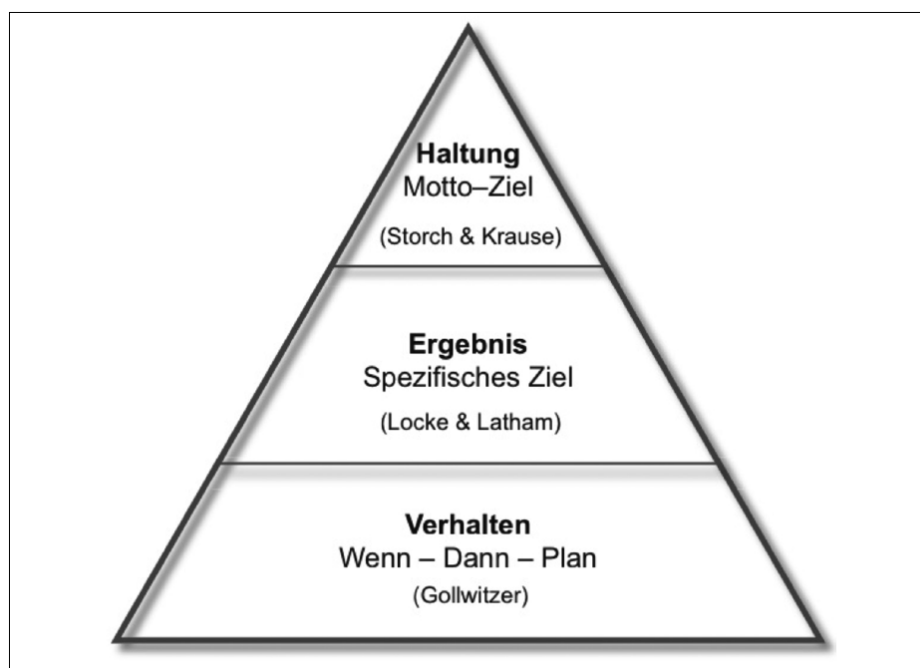 Haltung
Motto–Ziel
(Storch & Krause)
Ergebnis
Spezifisches Ziel
(Locke & Latham)
Verhalten
Wenn – Dann – Plan
(Gollwitzer)